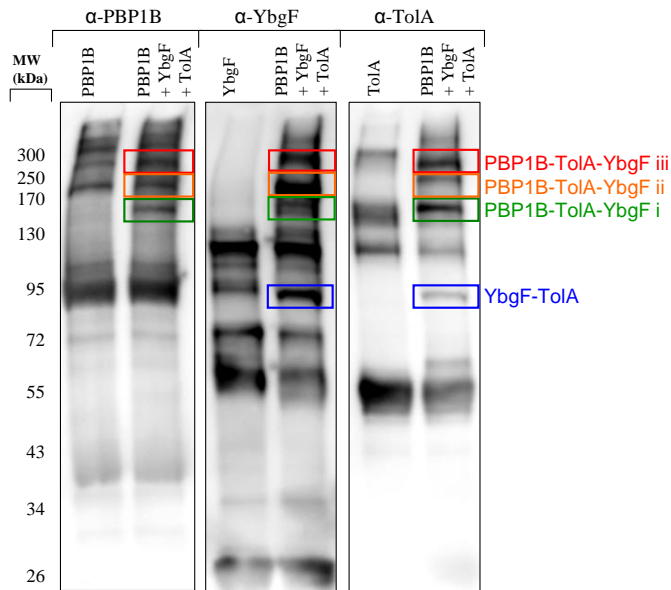 α-PBP1B α-YbgF α-TolA
MW
(kDa)
PBP1B
PBP1B
+ YbgF
+ TolA
YbgF
PBP1B
+ YbgF
+ TolA
TolA
PBP1B
+ YbgF
+ TolA
300
250
170
130
95
72
55
43
34
26
PBP1B-TolA-YbgF iii
PBP1B-TolA-YbgF ii
PBP1B-TolA-YbgF i
YbgF-TolA